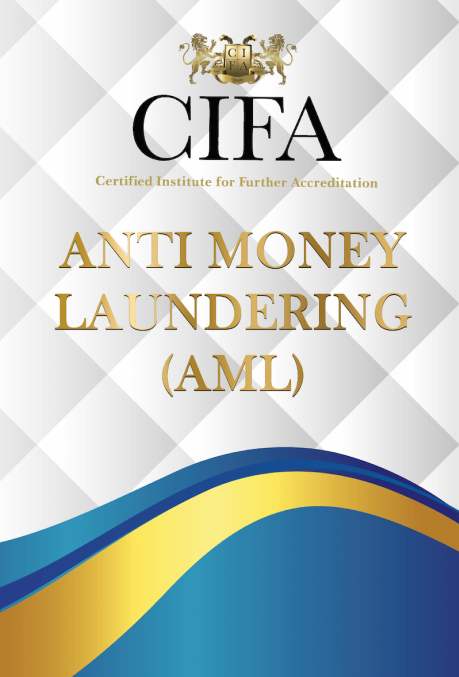 C I
F A
CIFA
Certified Institute for Further Accreditation
ANTI MONEY
LAUNDERING
(AML)